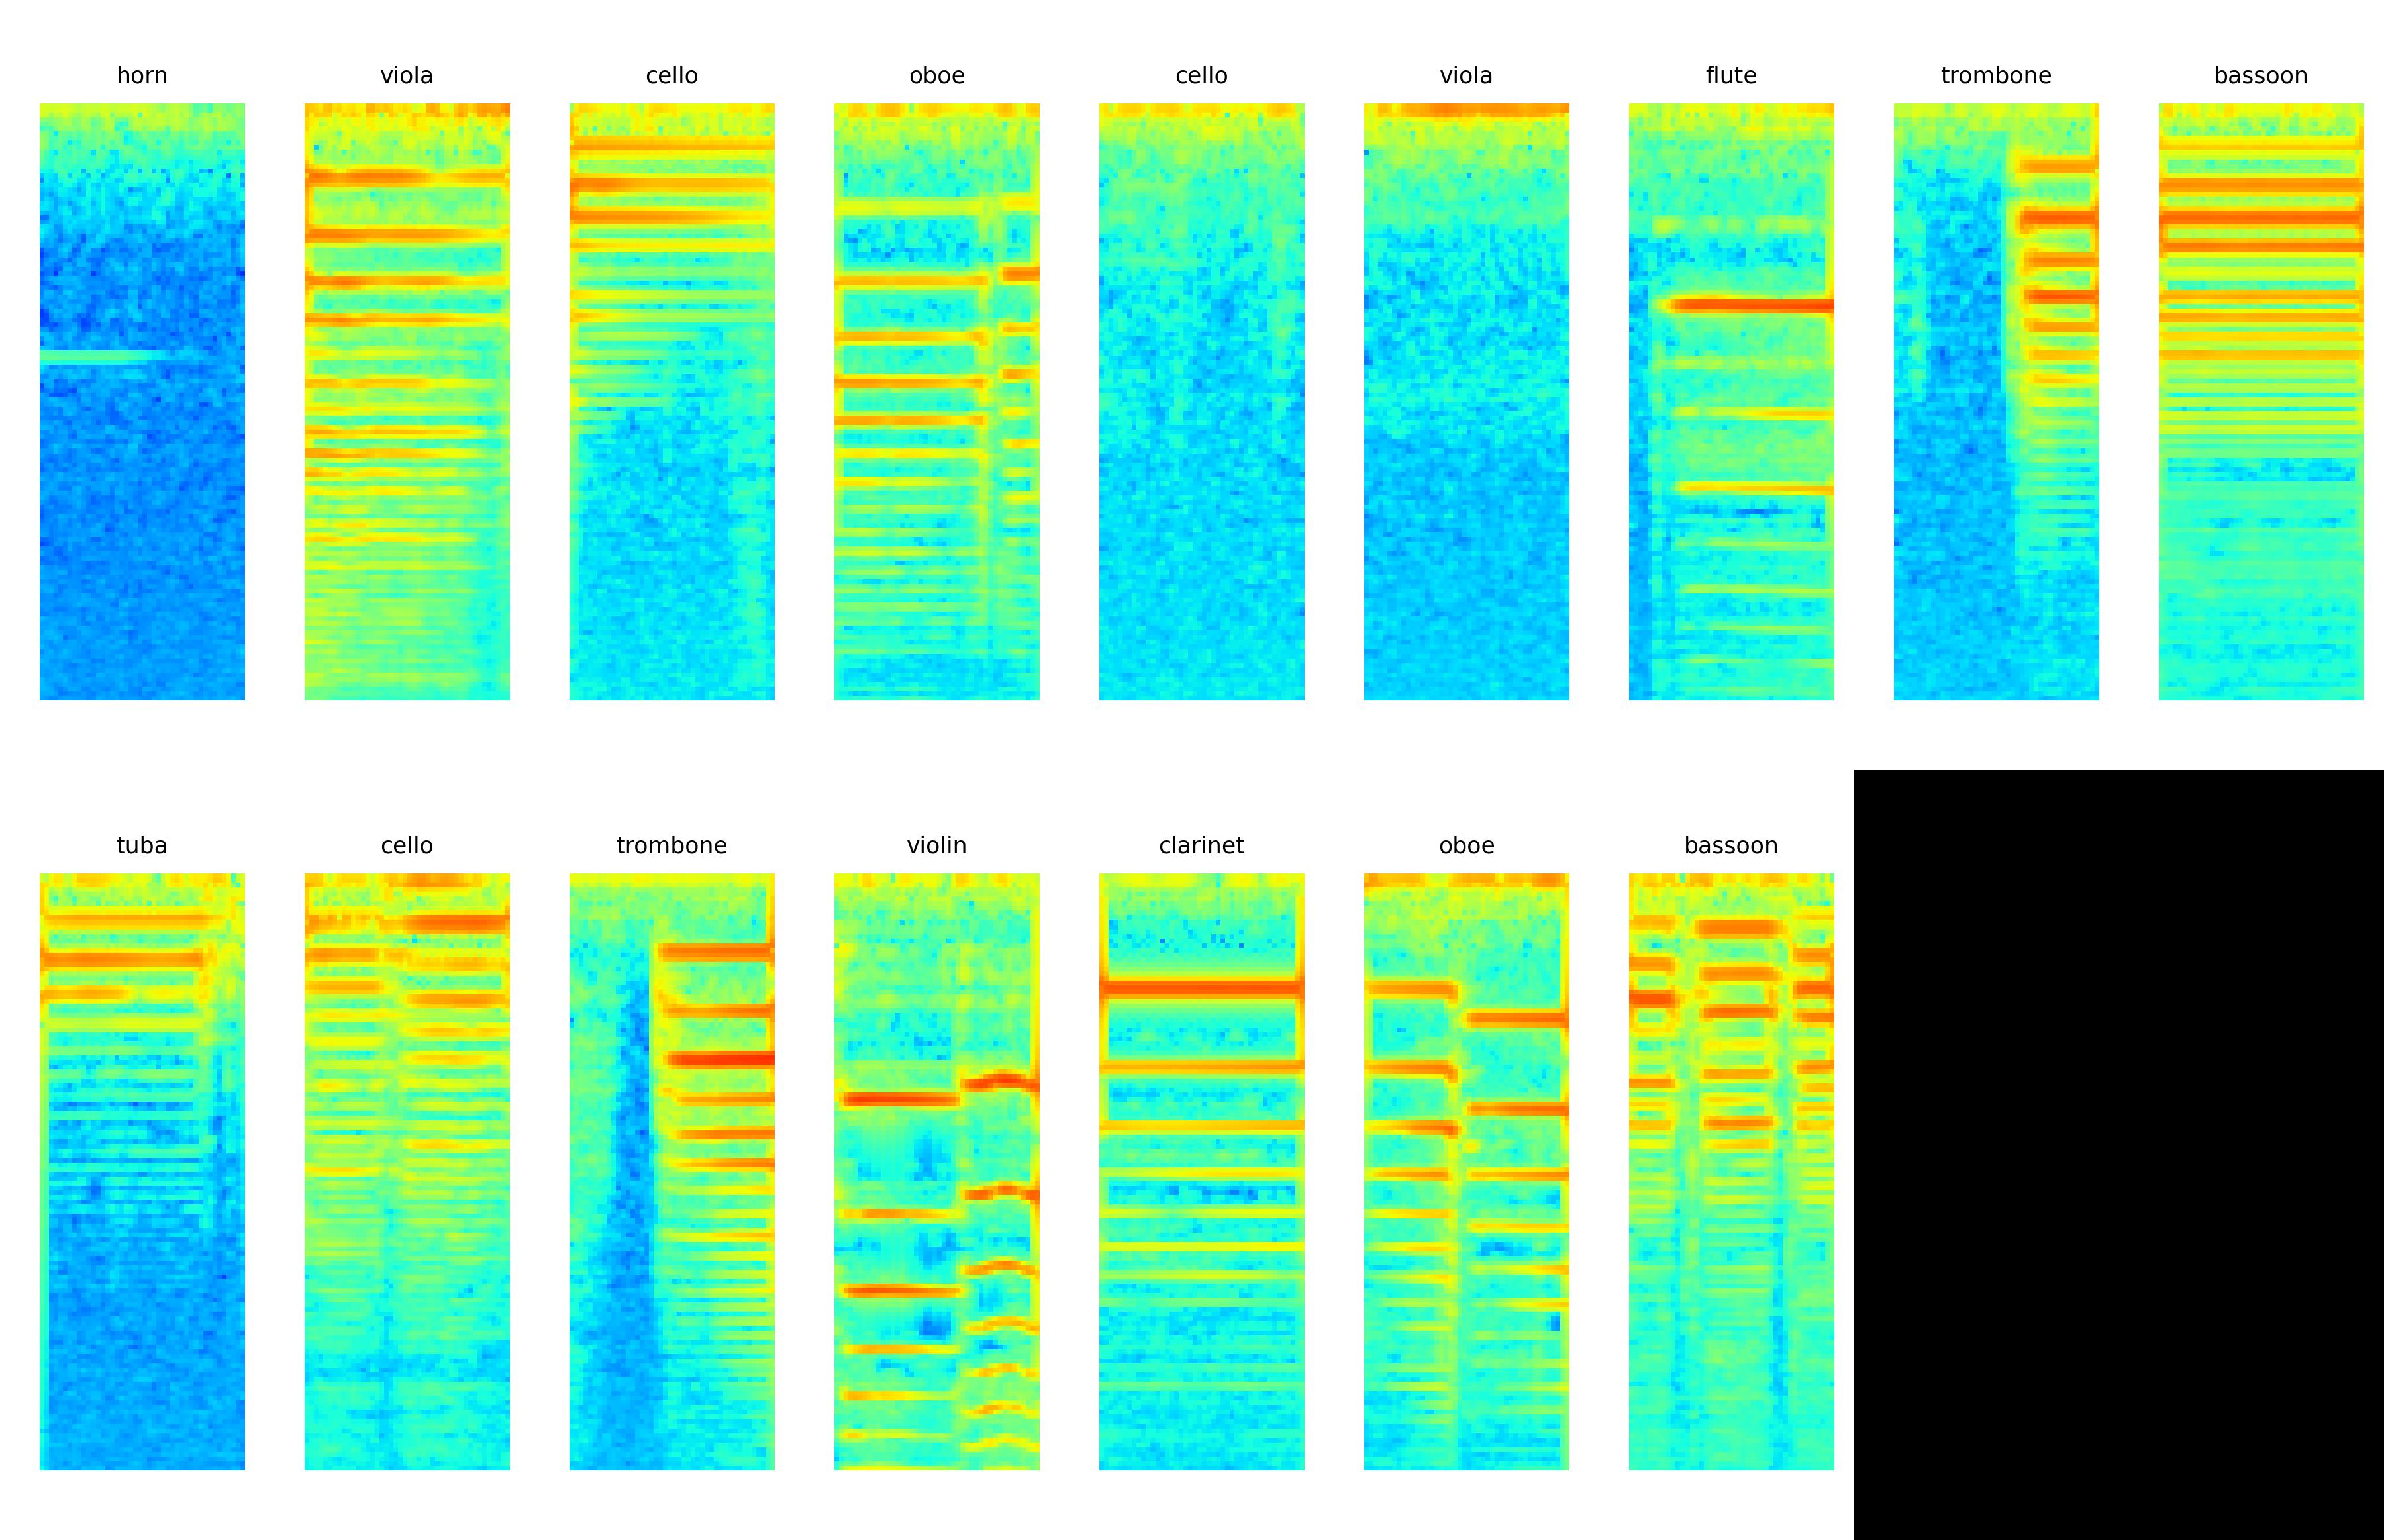 horn viola cello oboe cello viola flute trombone bassoon
tuba cello trombone violin clarinet oboe bassoon